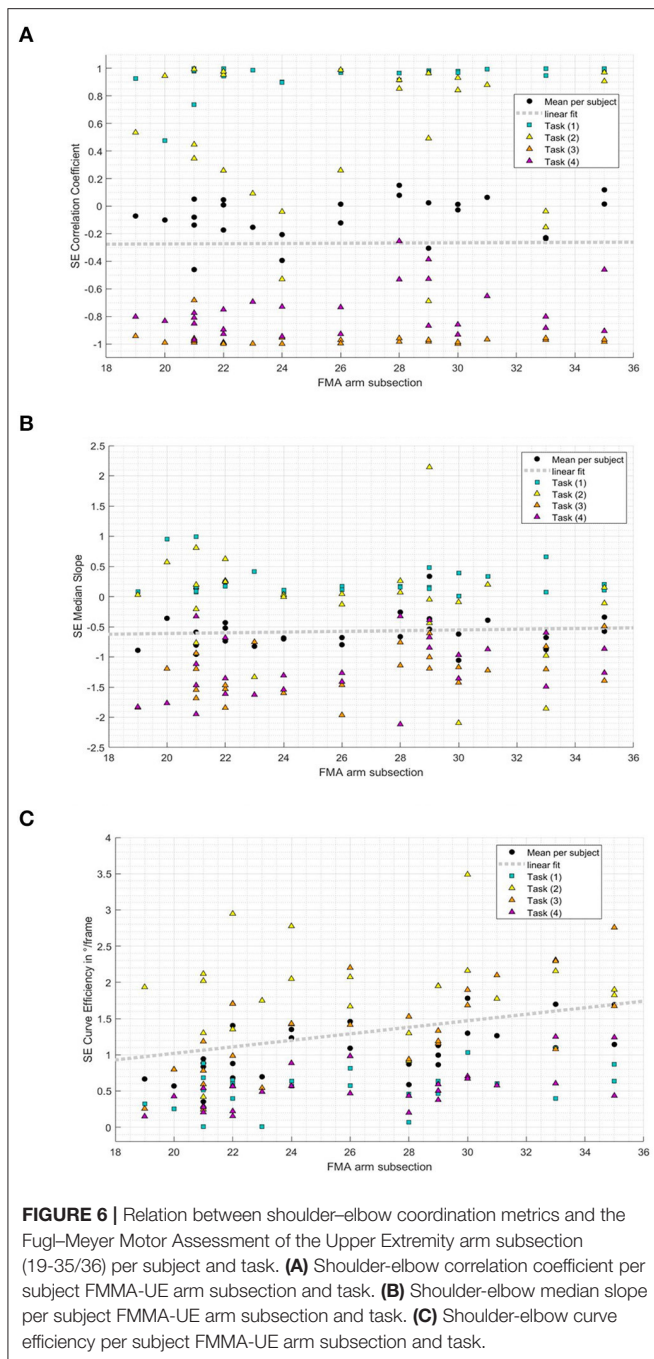 A
SE Correlation Coefficient
1
0.8
0.6
0.4
0.2
0
-0.2
-0.4
-0.6
-0.8
-1
Mean per subject
linear fit
Task (1)
Task (2)
Task (3)
Task (4)
18 20 22 24 26 28 30 32 34 36
FMA arm subsection
B
SE Median Slope
2.5
2
1.5
1
0.5
0
-0.5
-1
-1.5
-2
-2.5
Mean per subject
linear fit
Task (1)
Task (2)
Task (3)
Task (4)
18 20 22 24 26 28 30 32 34 36
FMA arm subsection
C
SE Curve Efficiency in °/frame
4
3.5
3
2.5
2
1.5
1
0.5
0
Mean per subject
linear fit
Task (1)
Task (2)
Task (3)
Task (4)
18 20 22 24 26 28 30 32 34 36
FMA arm subsection
FIGURE 6 | Relation between shoulder–elbow coordination metrics and the
Fugl–Meyer Motor Assessment of the Upper Extremity arm subsection
(19-35/36) per subject and task. (A) Shoulder-elbow correlation coefficient per
subject FMMA-UE arm subsection and task. (B) Shoulder-elbow median slope
per subject FMMA-UE arm subsection and task. (C) Shoulder-elbow curve
efficiency per subject FMMA-UE arm subsection and task.